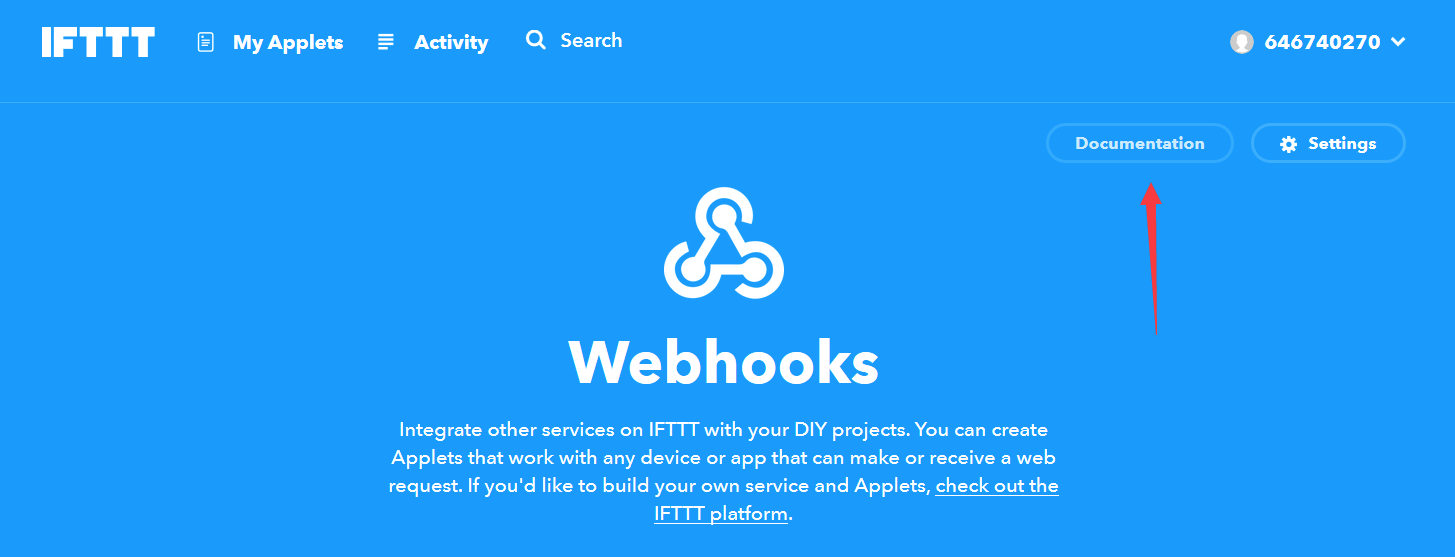 IFTTT My Applets Activity Search 646740270
Documentation Settings
Webhooks
Integrate other services on IFTTT with your DIY projects. You can create
Applets that work with any device or app that can make or receive a web
request. If you'd like to build your own service and Applets, check out the
IFTTT platform.